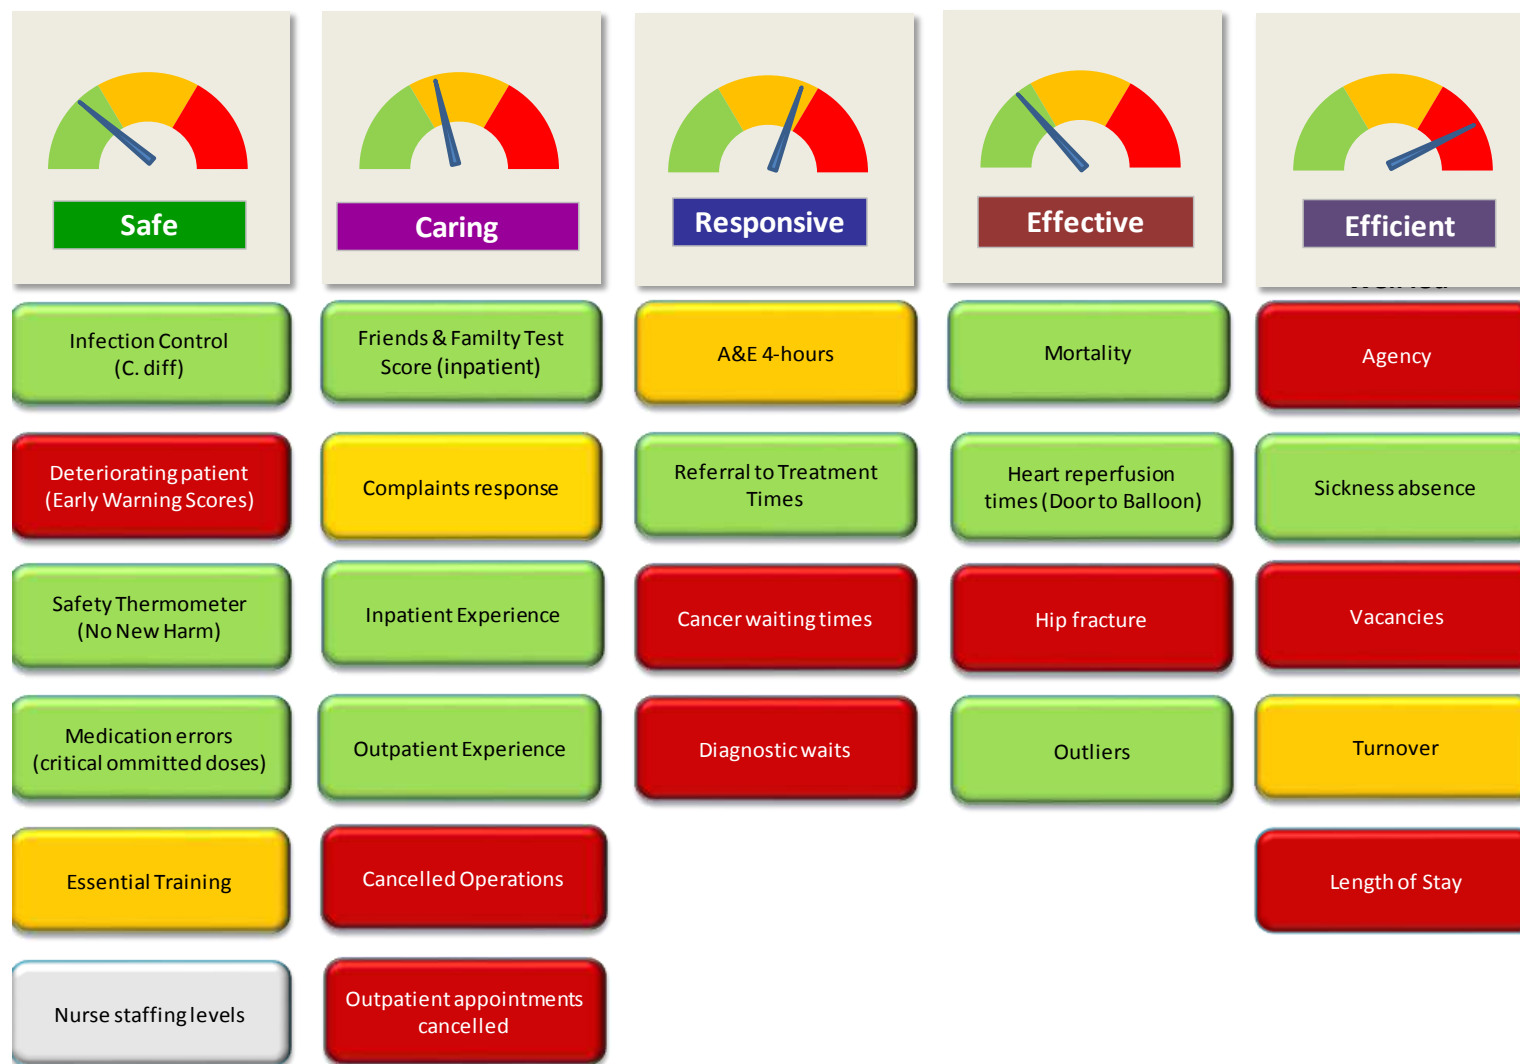 Safe
Caring
Responsive
Effective
Efficient
Infection Control
(C. diff)
Deteriorating patient
(Early Warning Scores)
Safety Thermometer
(No New Harm)
Medication errors
(critical ommitted doses)
Essential Training
Nurse staffing levels
Friends & Familty Test
Score (inpatient)
Complaints response
Inpatient Experience
Outpatient Experience
Cancelled Operations
Outpatient appointments
cancelled
A&E 4-hours
Referral to Treatment
Times
Cancer waiting times
Diagnostic waits
Mortality
Heart reperfusion
times (Door to Balloon)
Hip fracture
Outliers
Agency
Sickness absence
Vacancies
Turnover
Length of Stay